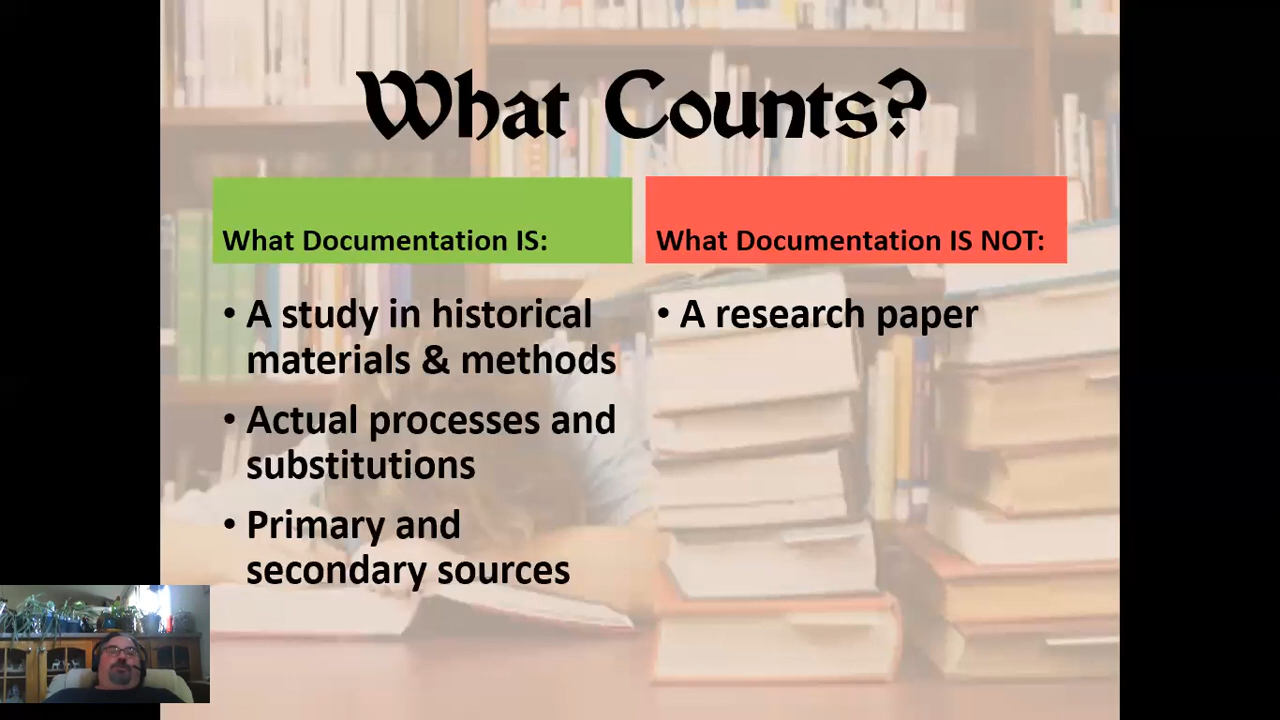 What Counts?
What Documentation IS:
• A study in historical
materials & methods
• Actual processes and
substitutions
• Primary and
secondary sources
What Documentation IS NOT:
• A research paper